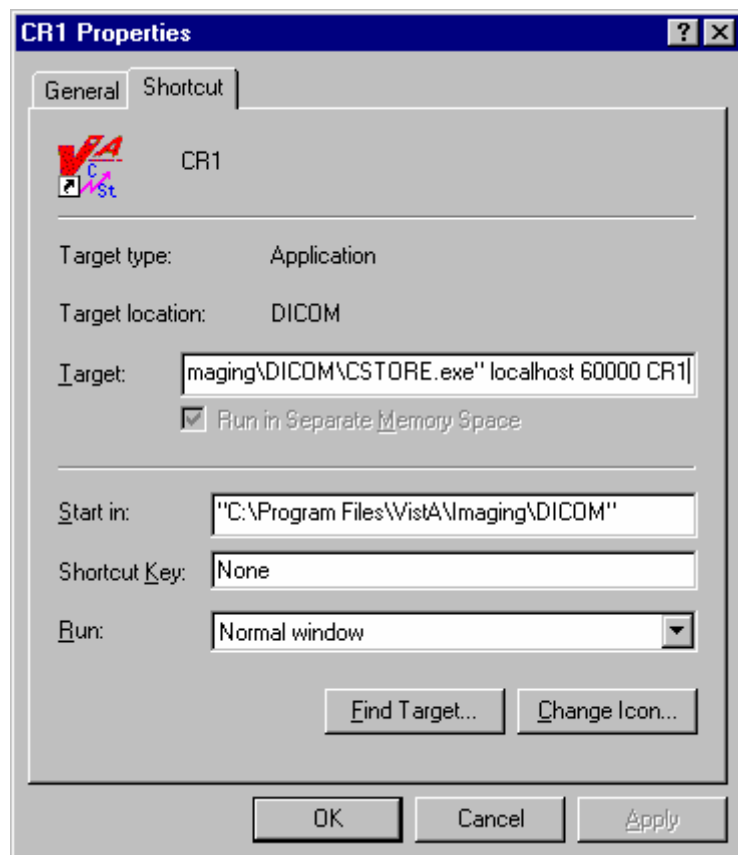 CR1 Properties
General Shortcut
VA
C
St.
CR1
Target type: Application
Target location: DICOM
Target: maging\DICOM\CSTORE.exe" localhost 60000 CR1
Run in Separate Memory Space
Start in: "C:\Program Files\VistA\Imaging\DICOM"
Shortcut Key: None
Run: Normal window
Find Target... Change Icon...
OK Cancel Apply